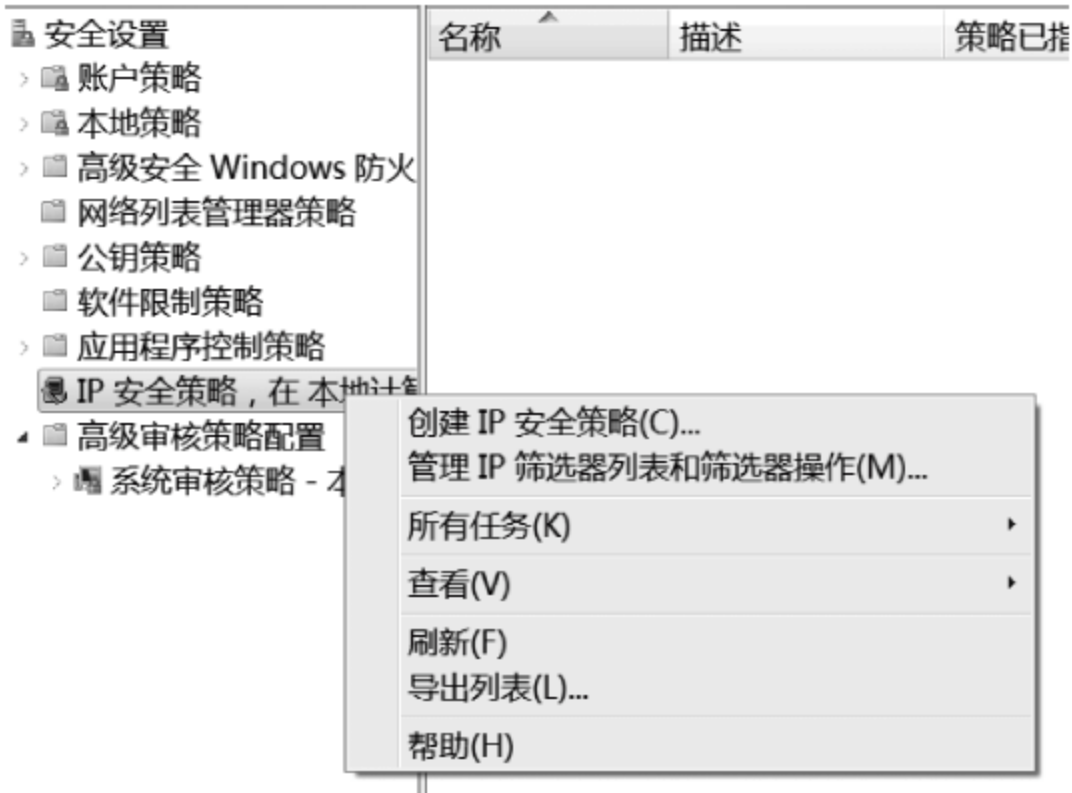 安全设置
账户策略
本地策略
高级安全 Windows 防火
网络列表管理器策略
公钥策略
软件限制策略
应用程序控制策略
IP 安全策略，在 本地计
高级审核策略配置
系统审核策略 - 本
名称
描述
策略已指
创建 IP 安全策略(C)...
管理 IP 筛选器列表和筛选器操作(M)...
所有任务(K)
查看(V)
刷新(F)
导出列表(L)...
帮助(H)